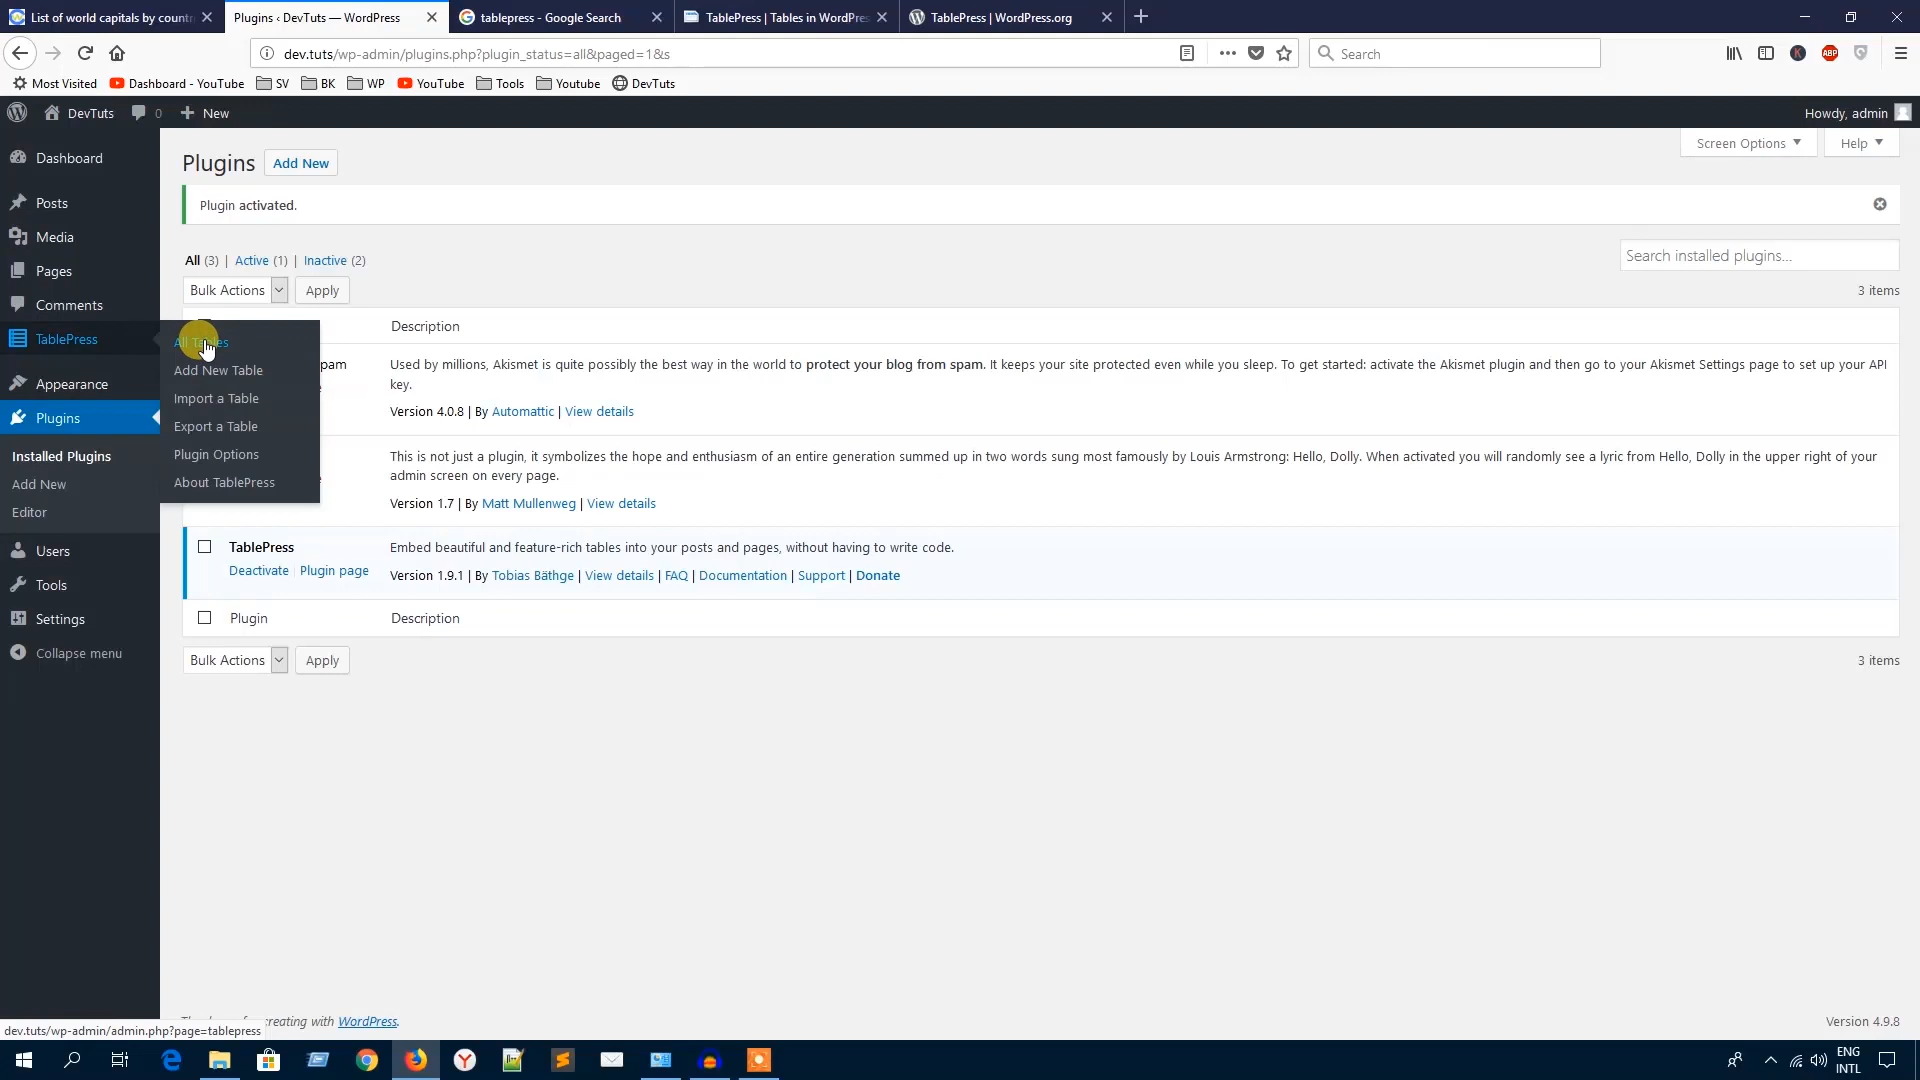 List of world capitals by countr
Plugins ‹ DevTuts — WordPress
tablepress - Google Search
TablePress | Tables in WordPres
TablePress | WordPress.org
dev.tuts/wp-admin/plugins.php?plugin_status=all&paged=1&s
Search
Most Visited
Dashboard - YouTube
SV
BK
WP
YouTube
Tools
Youtube
DevTuts
DevTuts
0
New
Howdy, admin
Dashboard
Posts
Media
Pages
Comments
TablePress
Appearance
Plugins
Installed Plugins
Add New
Editor
Users
Tools
Settings
Collapse menu
All Tables
Add New Table
Import a Table
Export a Table
Plugin Options
About TablePress
Screen Options
Help
Plugins
Add New
Plugin activated.
All (3) | Active (1) | Inactive (2)
Search installed plugins...
Bulk Actions
Apply
3 items
Description
pam
Used by millions, Akismet is quite possibly the best way in the world to protect your blog from spam. It keeps your site protected even while you sleep. To get started: activate the Akismet plugin and then go to your Akismet Settings page to set up your API
key.
Version 4.0.8 | By Automattic | View details
This is not just a plugin, it symbolizes the hope and enthusiasm of an entire generation summed up in two words sung most famously by Louis Armstrong: Hello, Dolly. When activated you will randomly see a lyric from Hello, Dolly in the upper right of your
admin screen on every page.
Version 1.7 | By Matt Mullenweg | View details
TablePress
Deactivate | Plugin page
Embed beautiful and feature-rich tables into your posts and pages, without having to write code.
Version 1.9.1 | By Tobias Bäthge | View details | FAQ | Documentation | Support | Donate
Plugin
Description
Bulk Actions
Apply
3 items
creating with WordPress.
Version 4.9.8
dev.tuts/wp-admin/admin.php?page=tablepress
ENG
INTL